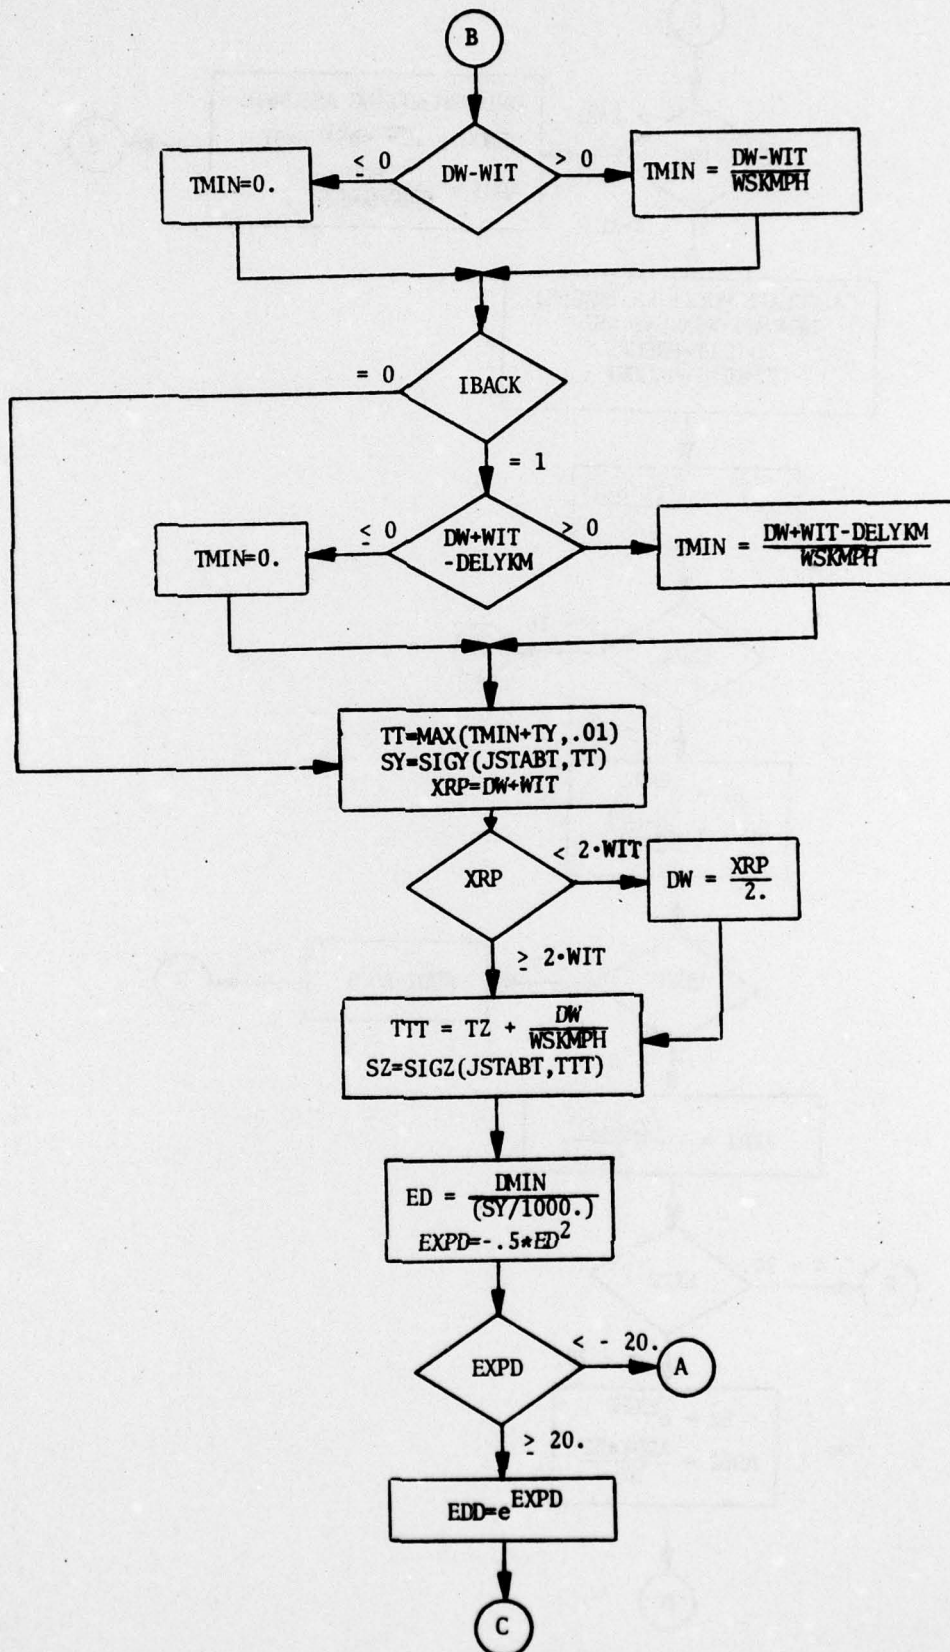 B
DW-WIT
≤ 0
> 0
TMIN=0.
TMIN = DW-WIT
WSKMPH
IBACK
= 0
= 1
DW+WIT
-DELYKM
≤ 0
> 0
TMIN=0.
TMIN = DW+WIT-DELYKM
WSKMPH
TT=MAX(TMIN+TY,.01)
SY=SIGY(JSTABT,TT)
XRP=DW+WIT
XRP
< 2·WIT
DW = XRP
2.
≥ 2·WIT
TTT = TZ + DW
WSKMPH
SZ=SIGZ(JSTABT,TTT)
ED = DMIN
(SY/1000.)
EXPD=-.5*ED²
EXPD
< - 20.
A
≥ 20.
EDD=e^EXPD
C